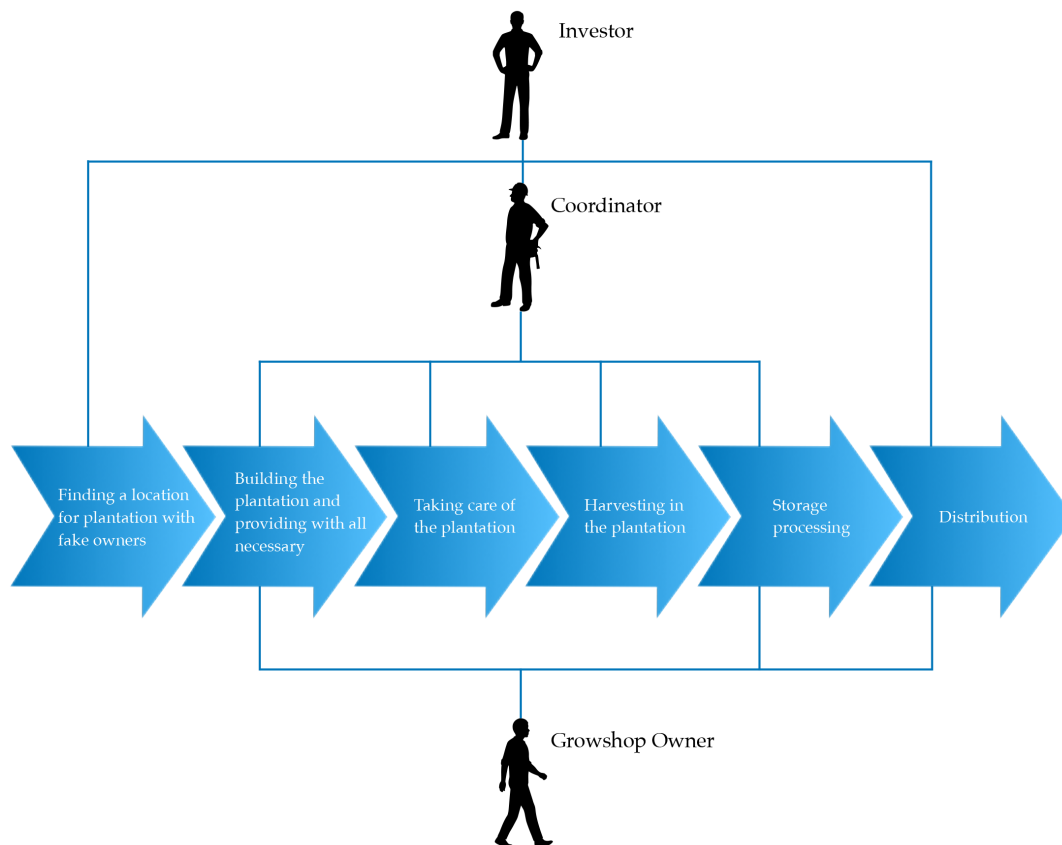 Investor
Coordinator
Finding a location
for plantation with
fake owners
Building the
plantation and
providing with all
necessary
Taking care of
the plantation
Harvesting in
the plantation
Storage
processing
Distribution
Growshop Owner